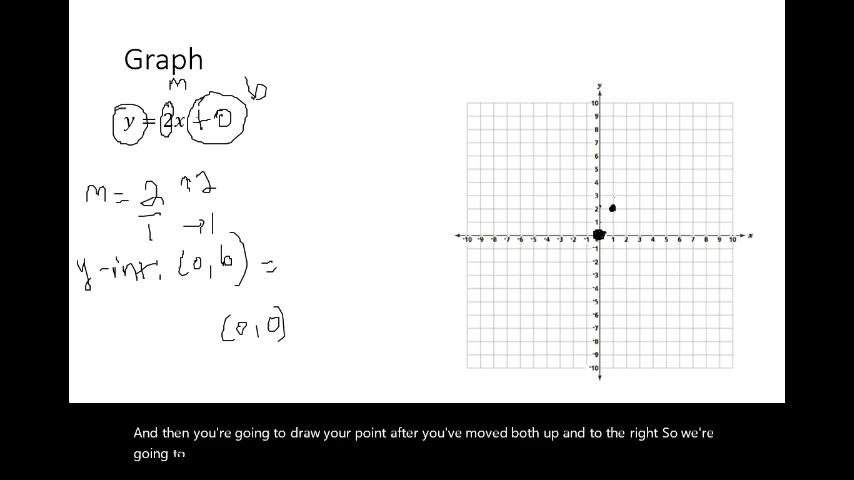 Graph
m
b
y = 2x + 0
m = 2/1 ↑2 →1
y-int: (0, b) =
(0, 0)
y
10
9
8
7
6
5
4
3
2
1
-10 -9 -8 -7 -6 -5 -4 -3 -2 -1 1 2 3 4 5 6 7 8 9 10 x
-1
-2
-3
-4
-5
-6
-7
-8
-9
-10
And then you're going to draw your point after you've moved both up and to the right So we're
going to